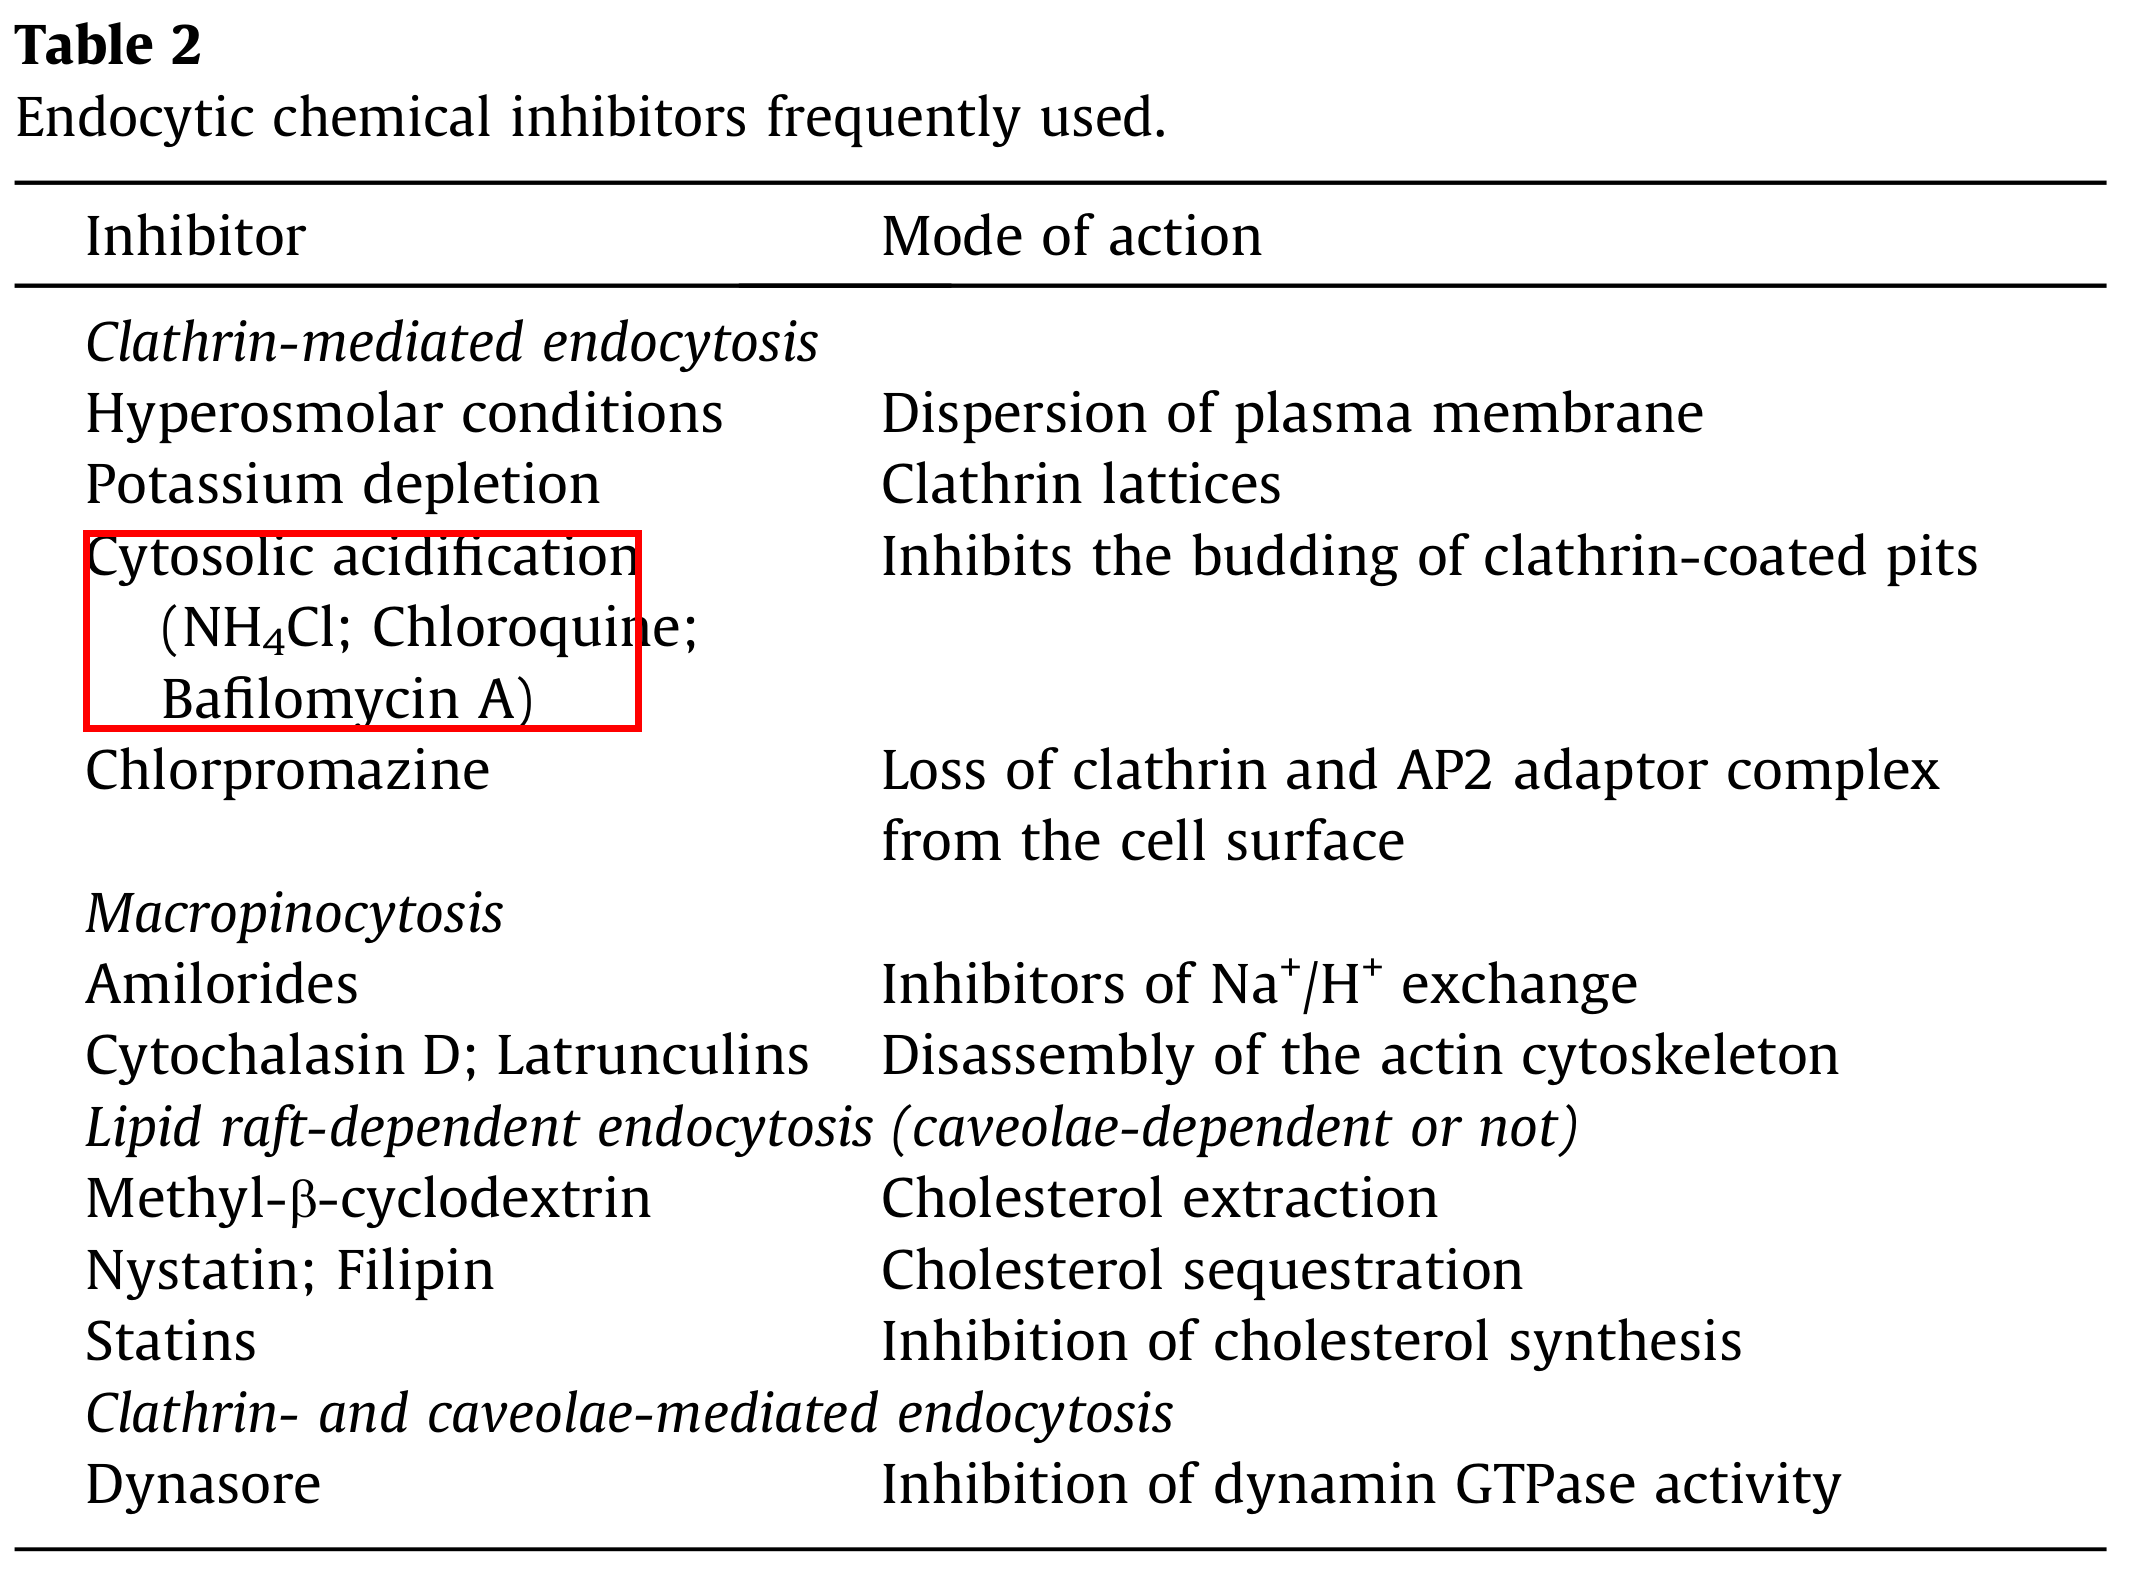 Table 2
Endocytic chemical inhibitors frequently used.
Inhibitor Mode of action
Clathrin-mediated endocytosis
Hyperosmolar conditions Dispersion of plasma membrane
Potassium depletion Clathrin lattices
Cytosolic acidification Inhibits the budding of clathrin-coated pits
(NH₄Cl; Chloroquine;
Bafilomycin A)
Chlorpromazine Loss of clathrin and AP2 adaptor complex
from the cell surface
Macropinocytosis
Amilorides Inhibitors of Na⁺/H⁺ exchange
Cytochalasin D; Latrunculins Disassembly of the actin cytoskeleton
Lipid raft-dependent endocytosis (caveolae-dependent or not)
Methyl-β-cyclodextrin Cholesterol extraction
Nystatin; Filipin Cholesterol sequestration
Statins Inhibition of cholesterol synthesis
Clathrin- and caveolae-mediated endocytosis
Dynasore Inhibition of dynamin GTPase activity